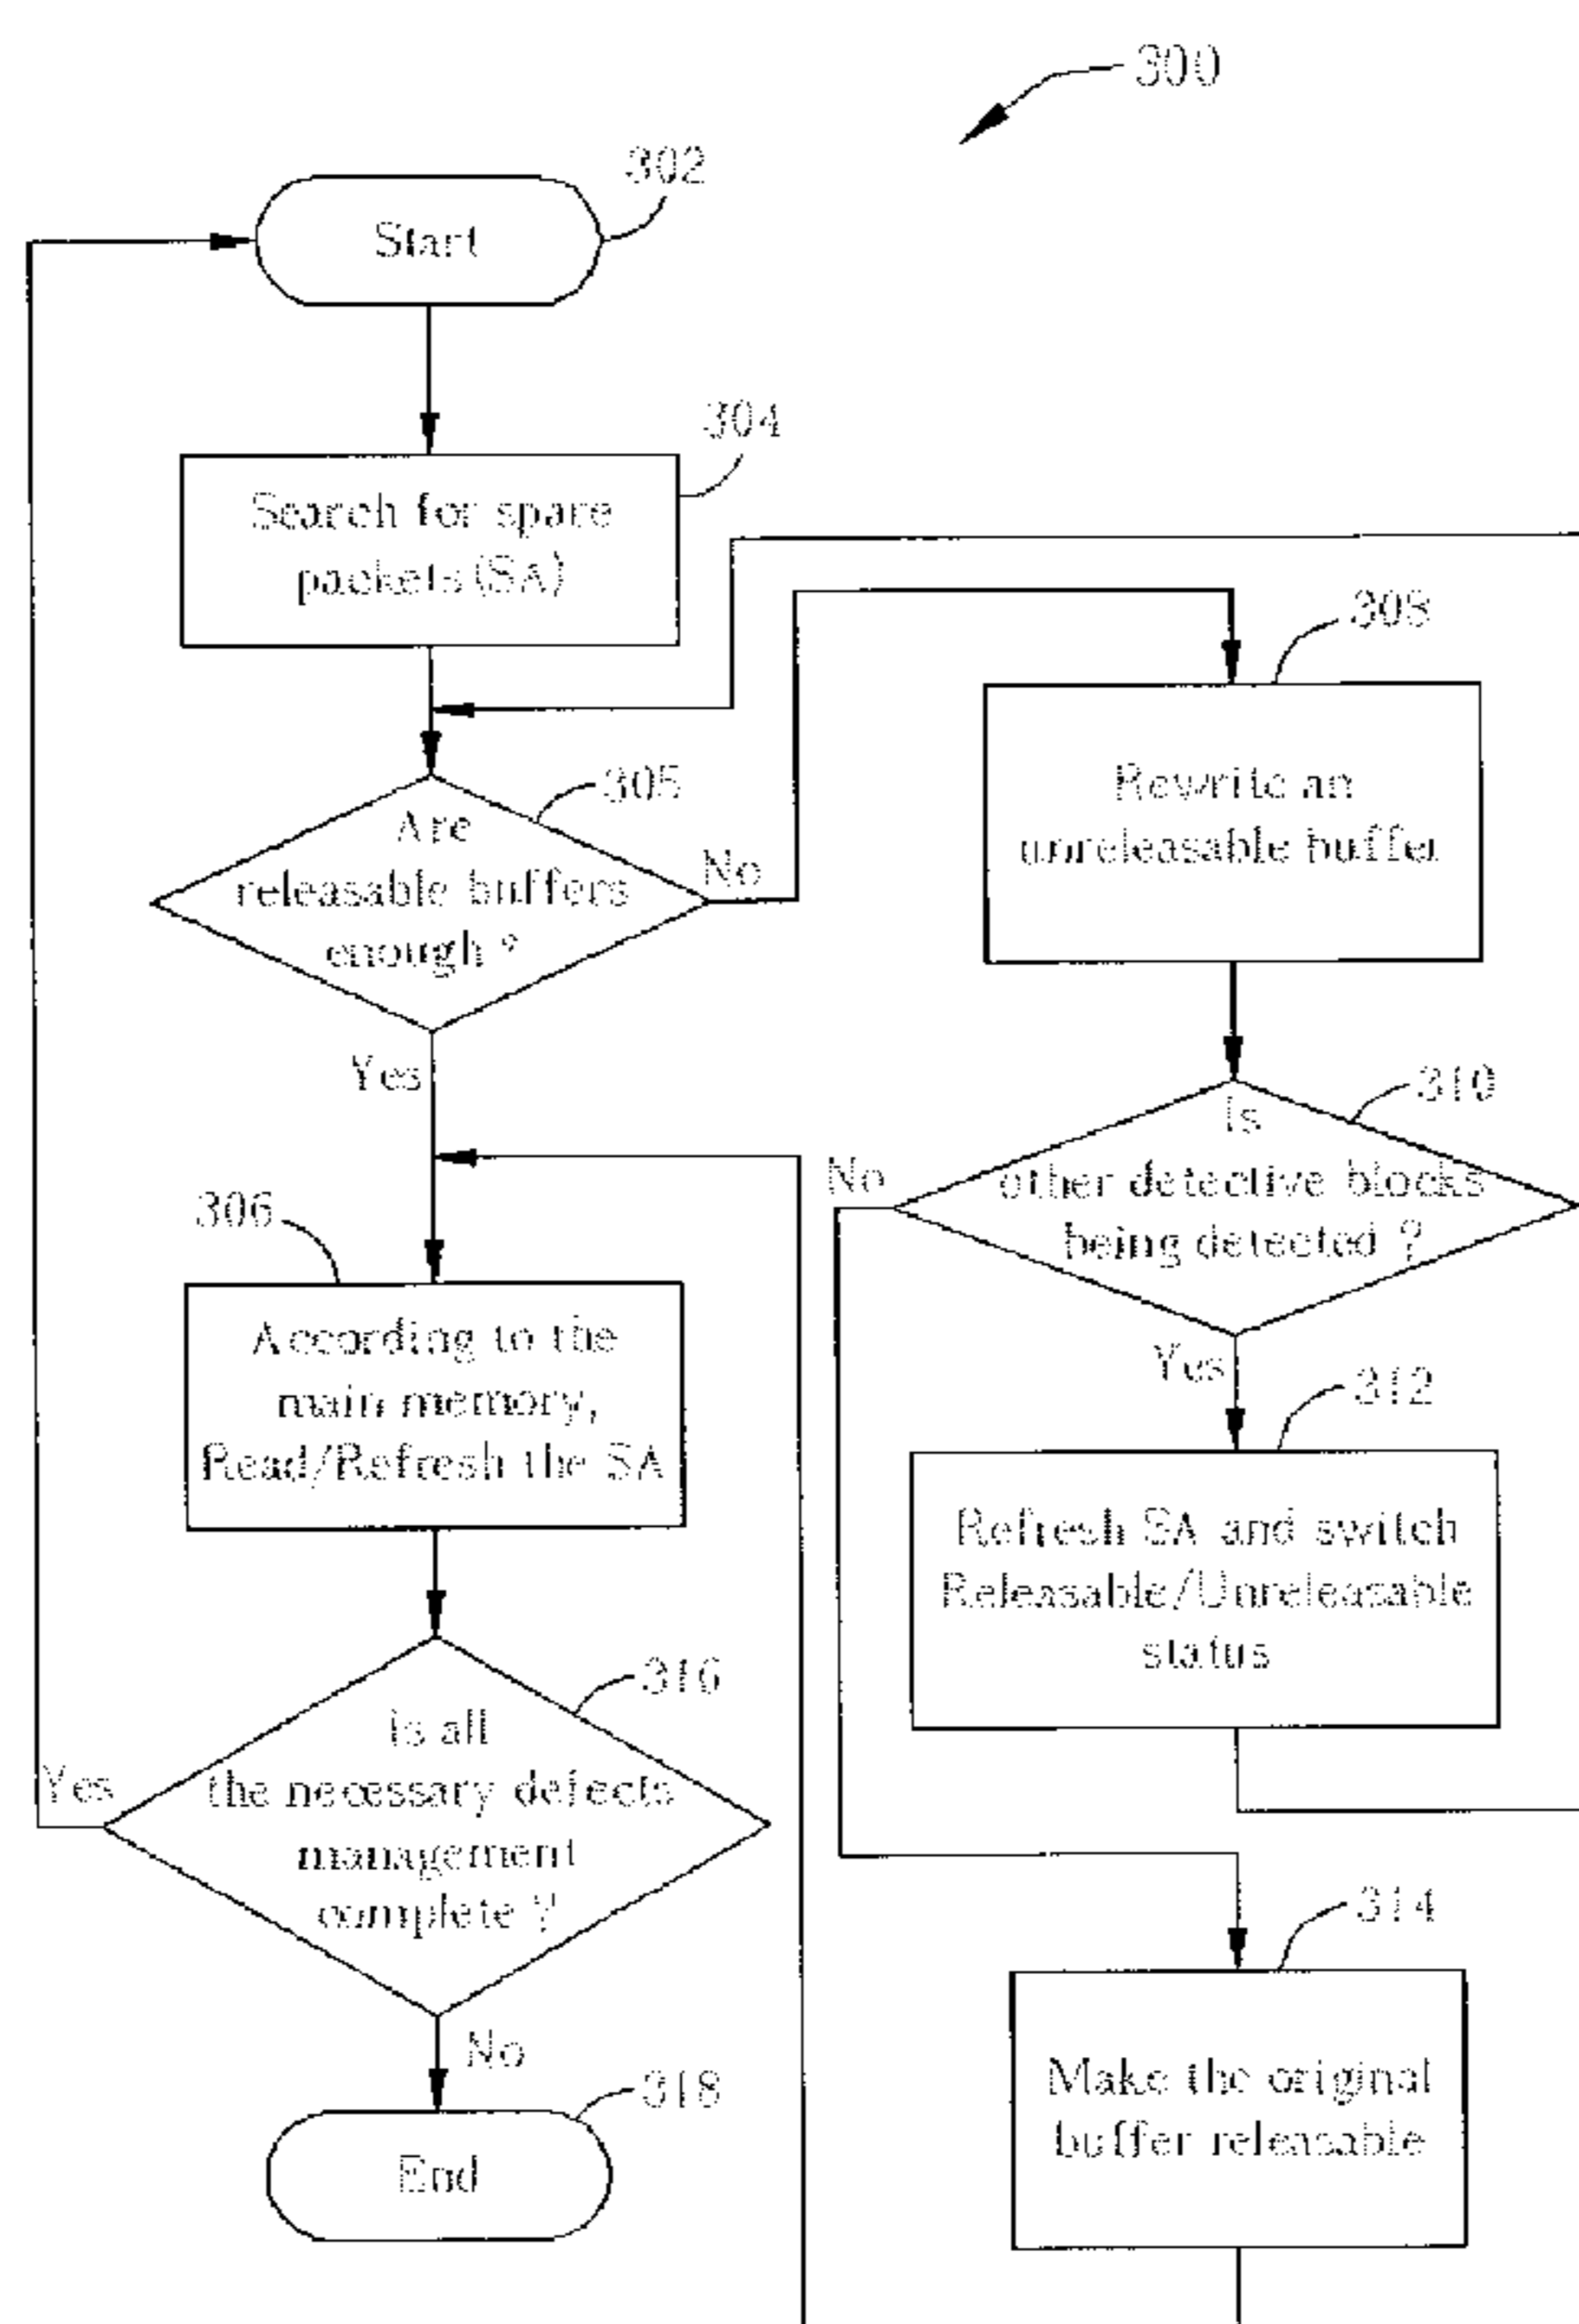 300
302
Start
304
Search for spare
packets(SA)
305
Are
releasable buffers
enough ?
No
Yes
308
Rewrite an
unreleasable buffer
310
Is
other detective blocks
being detected ?
No
Yes
306
According to the
main memory,
Read/Refresh the SA
312
Refresh SA and switch
Releasable/Unreleasable
status
316
is all
the necessary defects
management
complete ?
Yes
No
314
Make the original
buffer releasable
318
End